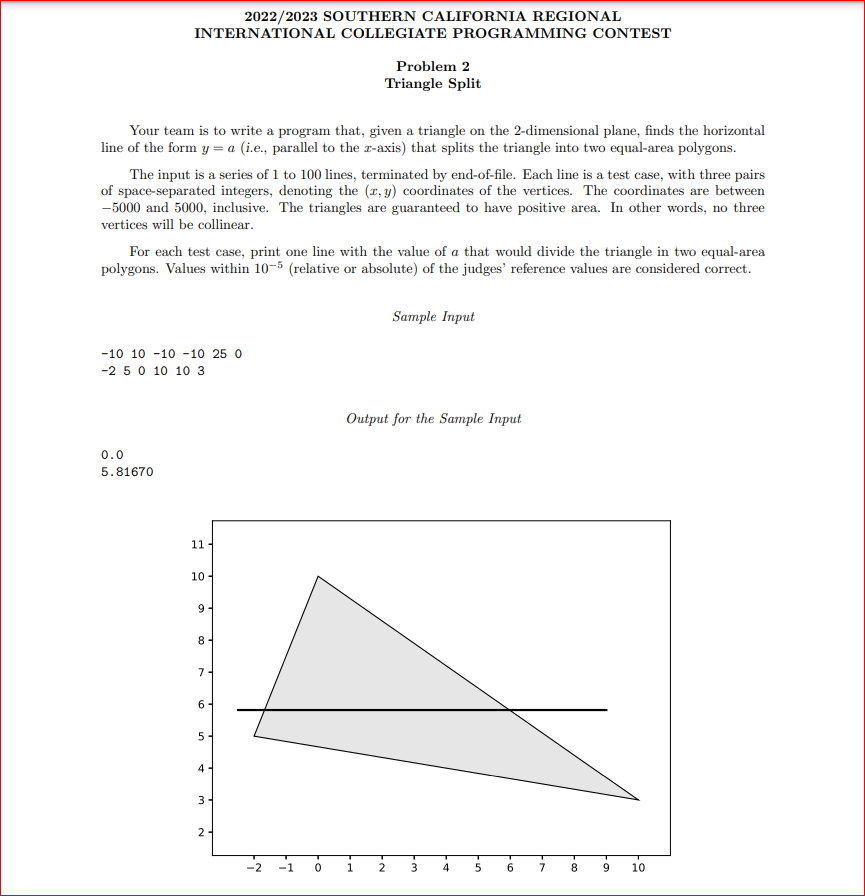 2022/2023 SOUTHERN CALIFORNIA REGIONAL
INTERNATIONAL COLLEGIATE PROGRAMMING CONTEST
Problem 2
Triangle Split
Your team is to write a program that, given a triangle on the 2-dimensional plane, finds the horizontal
line of the form y = a (i.e., parallel to the x-axis) that splits the triangle into two equal-area polygons.
The input is a series of 1 to 100 lines, terminated by end-of-file. Each line is a test case, with three pairs
of space-separated integers, denoting the (x, y) coordinates of the vertices. The coordinates are between
−5000 and 5000, inclusive. The triangles are guaranteed to have positive area. In other words, no three
vertices will be collinear.
For each test case, print one line with the value of a that would divide the triangle in two equal-area
polygons. Values within 10⁻⁵ (relative or absolute) of the judges' reference values are considered correct.
Sample Input
-10 10 -10 -10 25 0
-2 5 0 10 10 3
Output for the Sample Input
0.0
5.81670
11
10
9
8
7
6
5
4
3
2
−2 −1 0 1 2 3 4 5 6 7 8 9 10